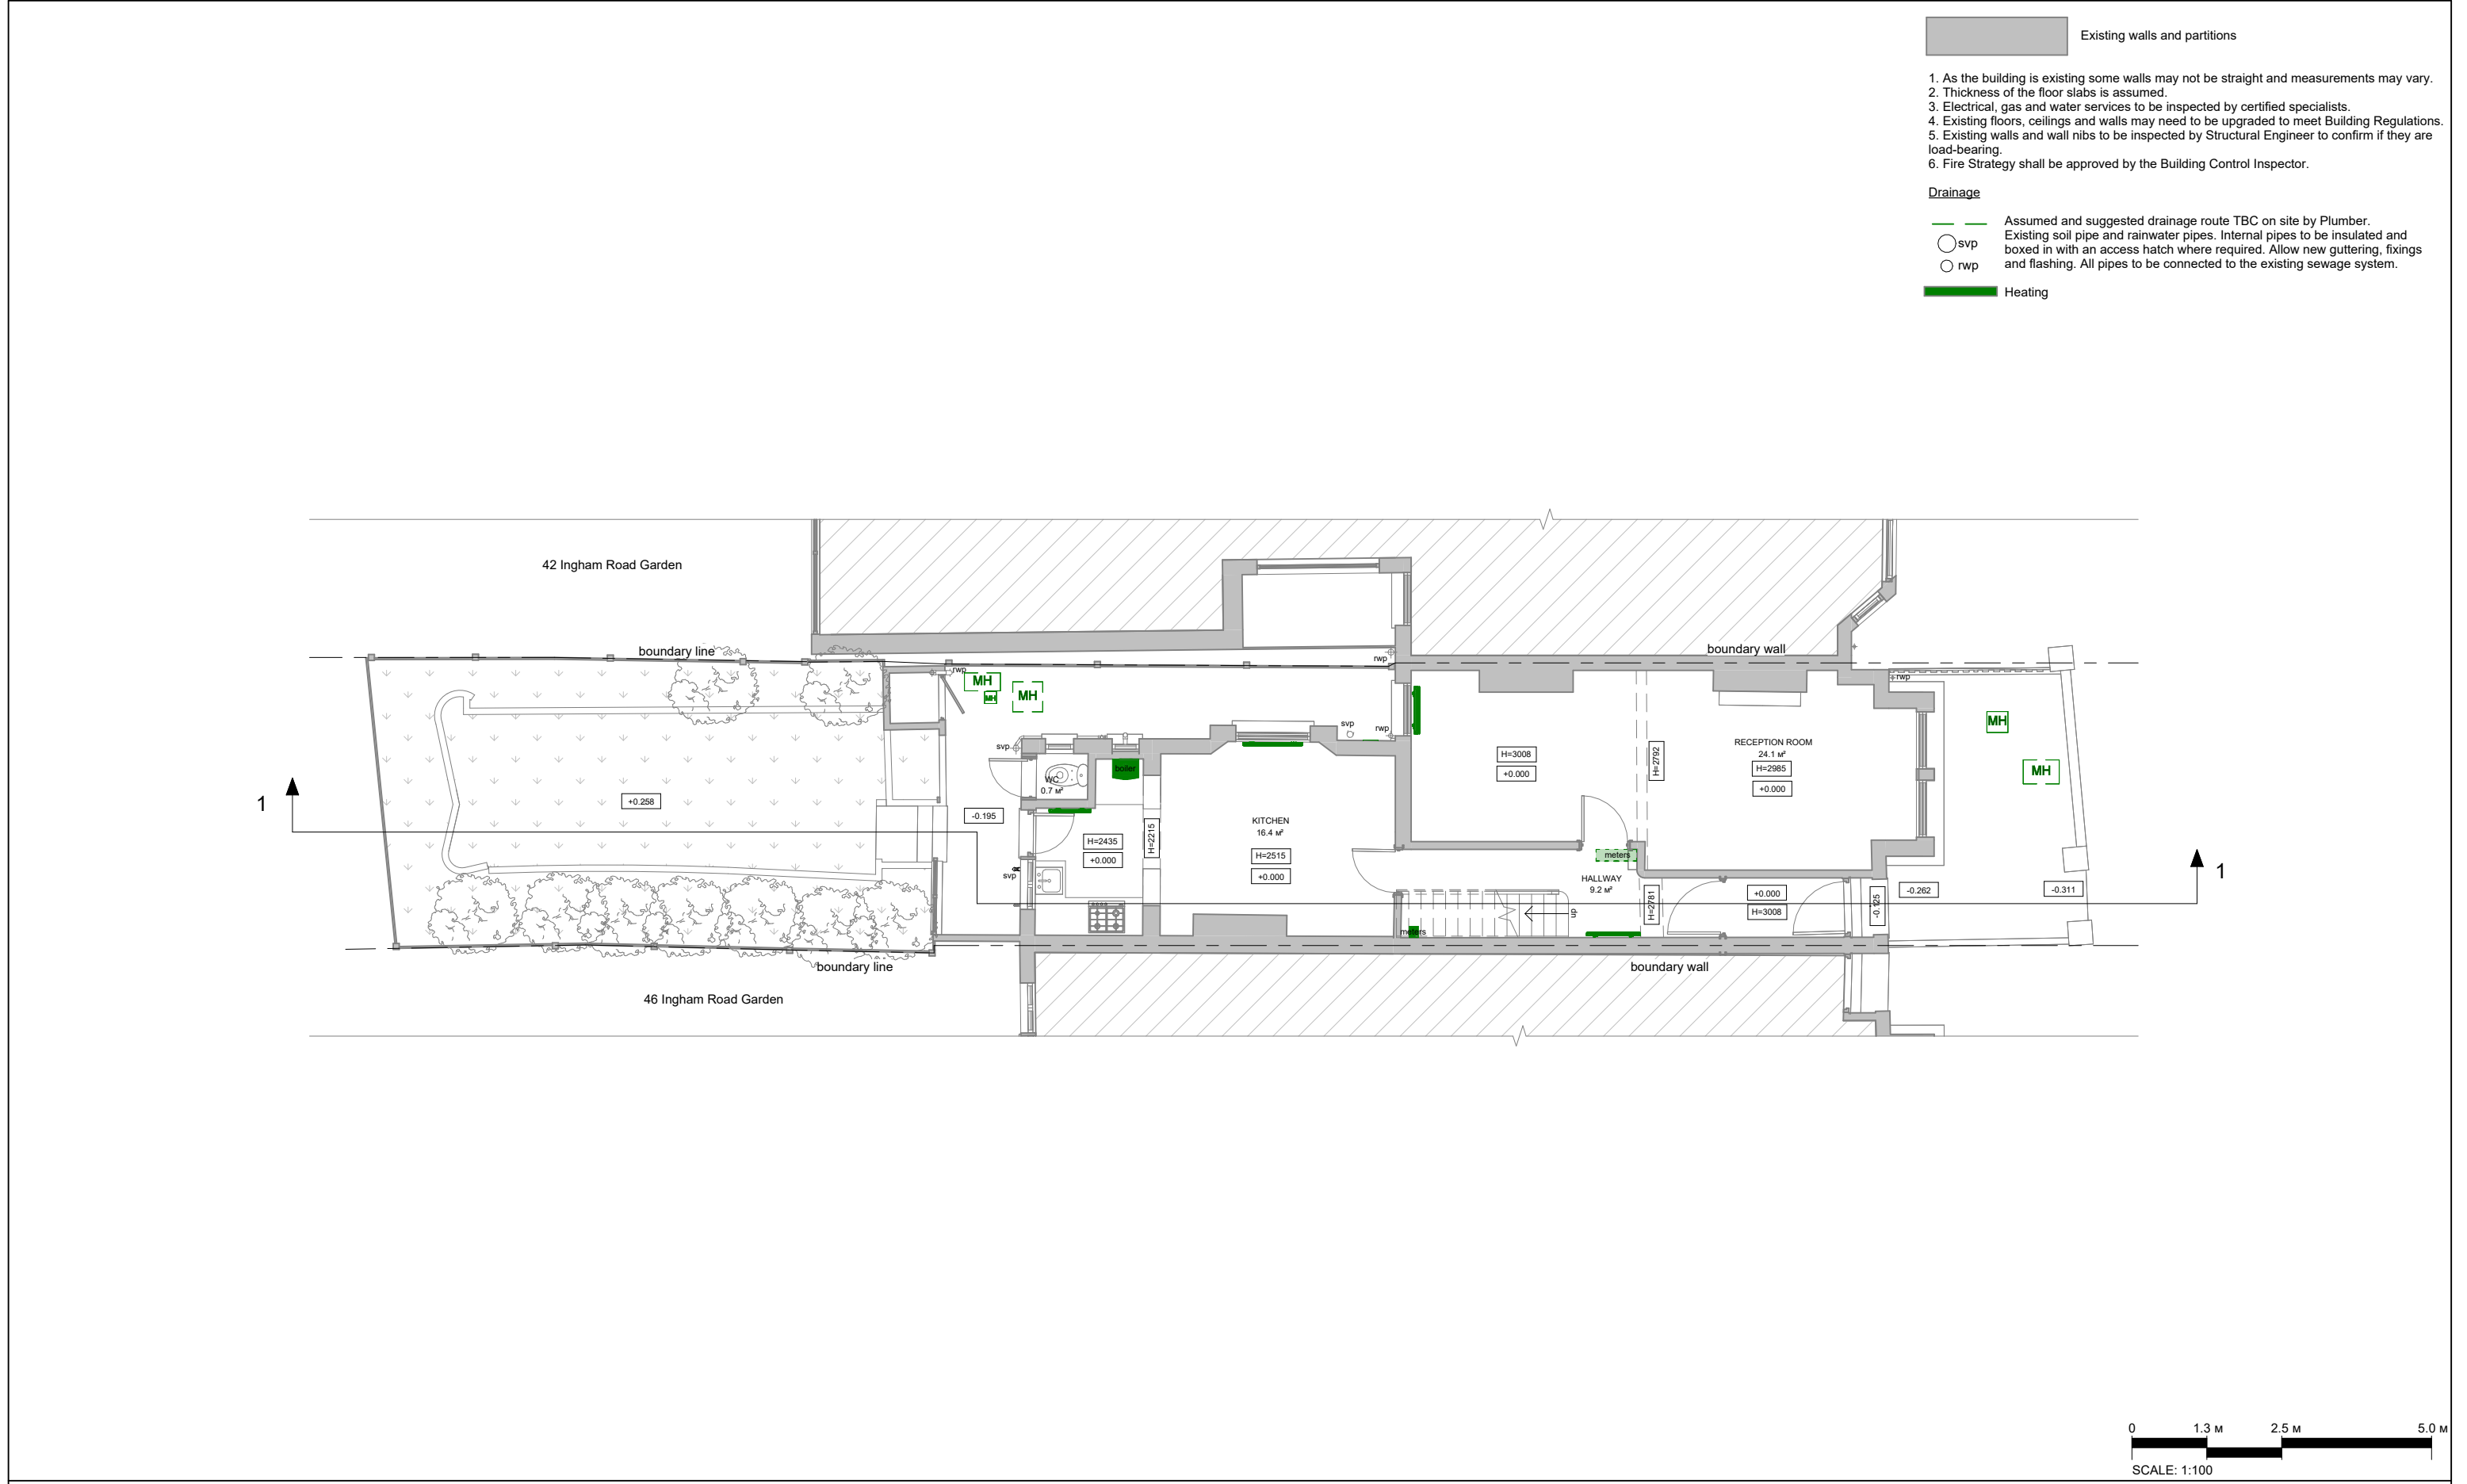 Existing walls and partitions
1. As the building is existing some walls may not be straight and measurements may vary.
2. Thickness of the floor slabs is assumed.
3. Electrical, gas and water services to be inspected by certified specialists.
4. Existing floors, ceilings and walls may need to be upgraded to meet Building Regulations.
5. Existing walls and wall nibs to be inspected by Structural Engineer to confirm if they are
load-bearing.
6. Fire Strategy shall be approved by the Building Control Inspector.
Drainage
Assumed and suggested drainage route TBC on site by Plumber.
svp
Existing soil pipe and rainwater pipes. Internal pipes to be insulated and
boxed in with an access hatch where required. Allow new guttering, fixings
rwp
and flashing. All pipes to be connected to the existing sewage system.
Heating
42 Ingham Road Garden
boundary line
boundary wall
rwp
rwp
rwp
MH
MH
MH
MH
svp
rwp
svp
RECEPTION ROOM
24.1 м²
H=2985
+0.000
H=3008
+0.000
H=2792
MH
boiler
WC
0.7 м²
+0.258
1
-0.195
KITCHEN
16.4 м²
H=2515
+0.000
H=2435
+0.000
H=2215
svp
meters
HALLWAY
9.2 м²
H=2781
+0.000
H=3008
-0.125
-0.262
-0.311
1
up
meters
boundary line
boundary wall
46 Ingham Road Garden
0 1.3 м 2.5 м 5.0 м
SCALE: 1:100